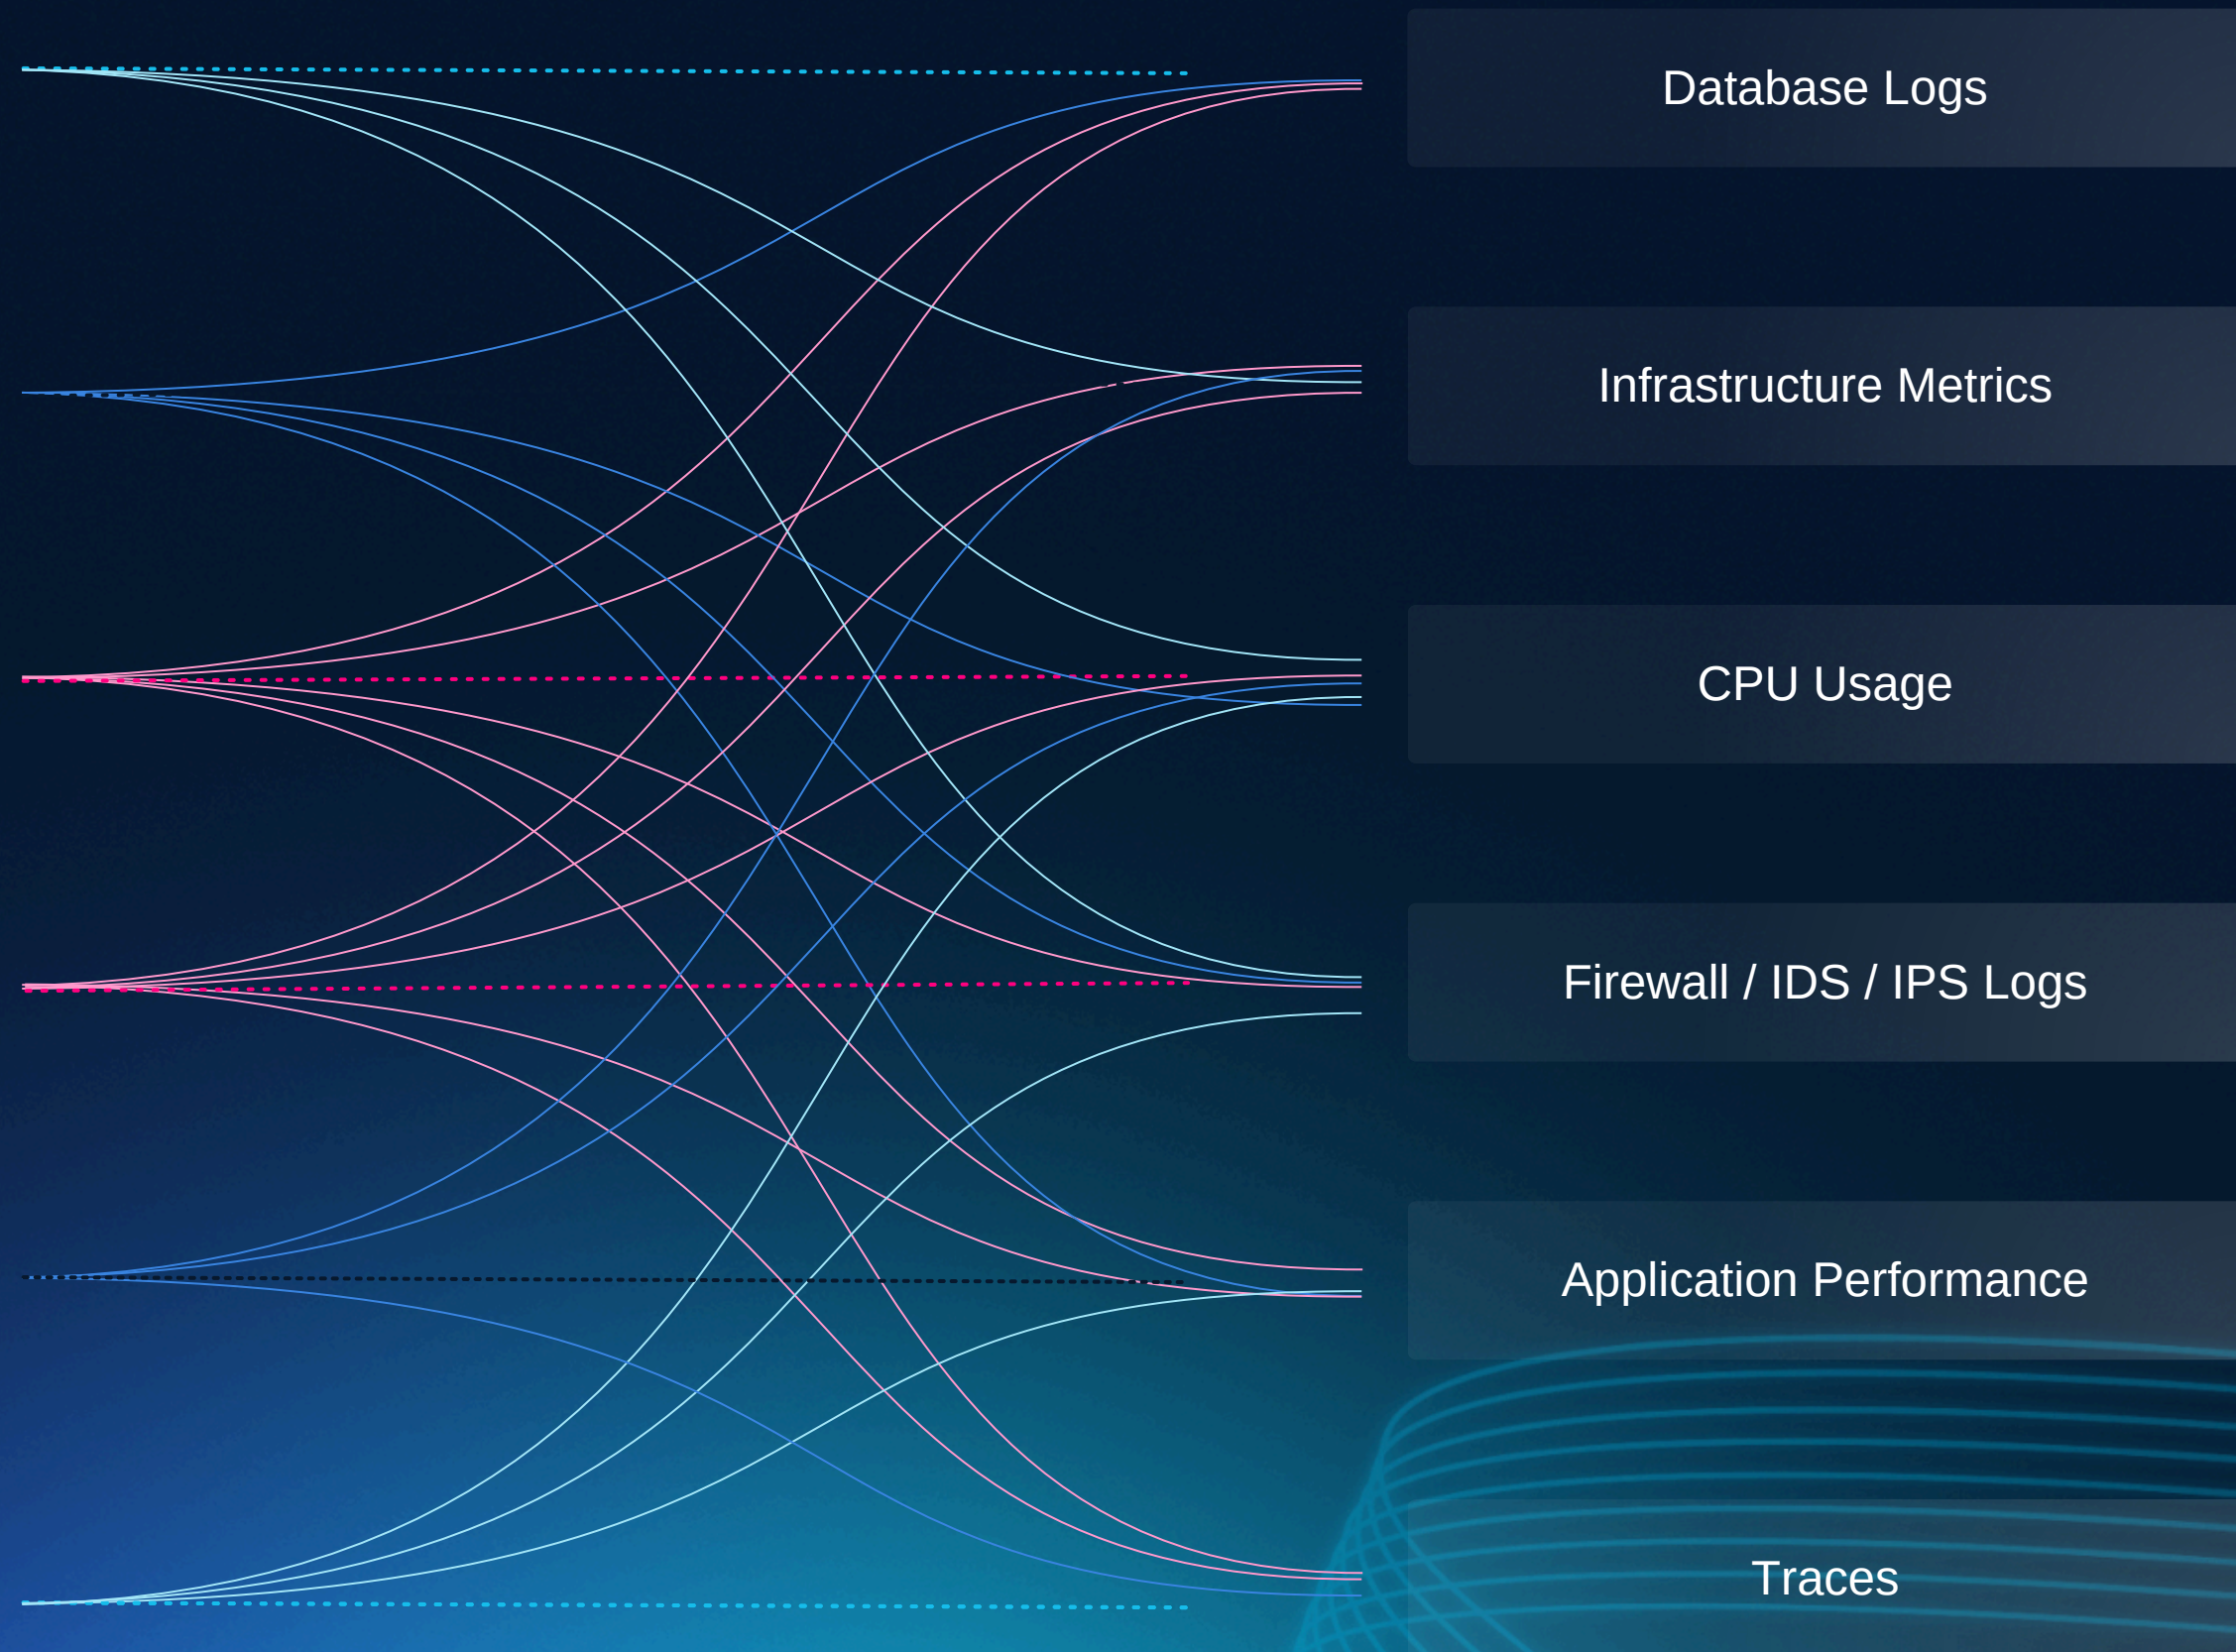 Database Logs
Infrastructure Metrics
CPU Usage
Firewall / IDS / IPS Logs
Application Performance
Traces